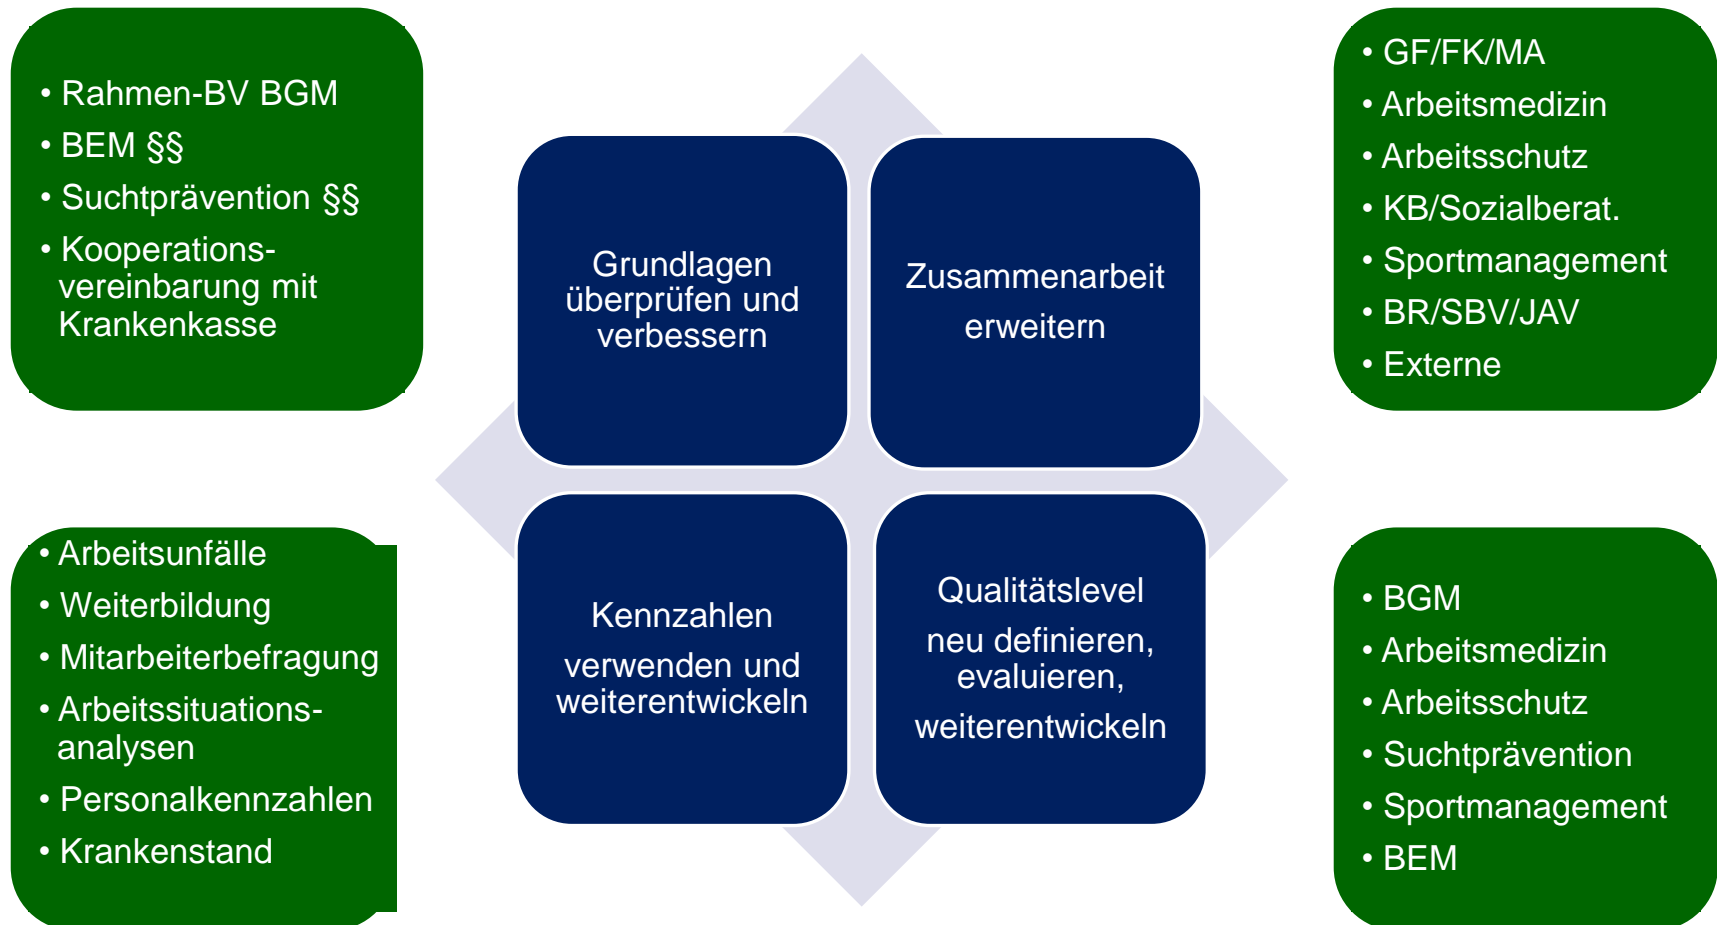 • Rahmen-BV BGM
• BEM §§
• Suchtprävention §§
• Kooperations-
vereinbarung mit
Krankenkasse
Grundlagen
überprüfen und
verbessern
Zusammenarbeit
erweitern
• GF/FK/MA
• Arbeitsmedizin
• Arbeitsschutz
• KB/Sozialberat.
• Sportmanagement
• BR/SBV/JAV
• Externe
• Arbeitsunfälle
• Weiterbildung
• Mitarbeiterbefragung
• Arbeitssituations-
analysen
• Personalkennzahlen
• Krankenstand
Kennzahlen
verwenden und
weiterentwickeln
Qualitätslevel
neu definieren,
evaluieren,
weiterentwickeln
• BGM
• Arbeitsmedizin
• Arbeitsschutz
• Suchtprävention
• Sportmanagement
• BEM